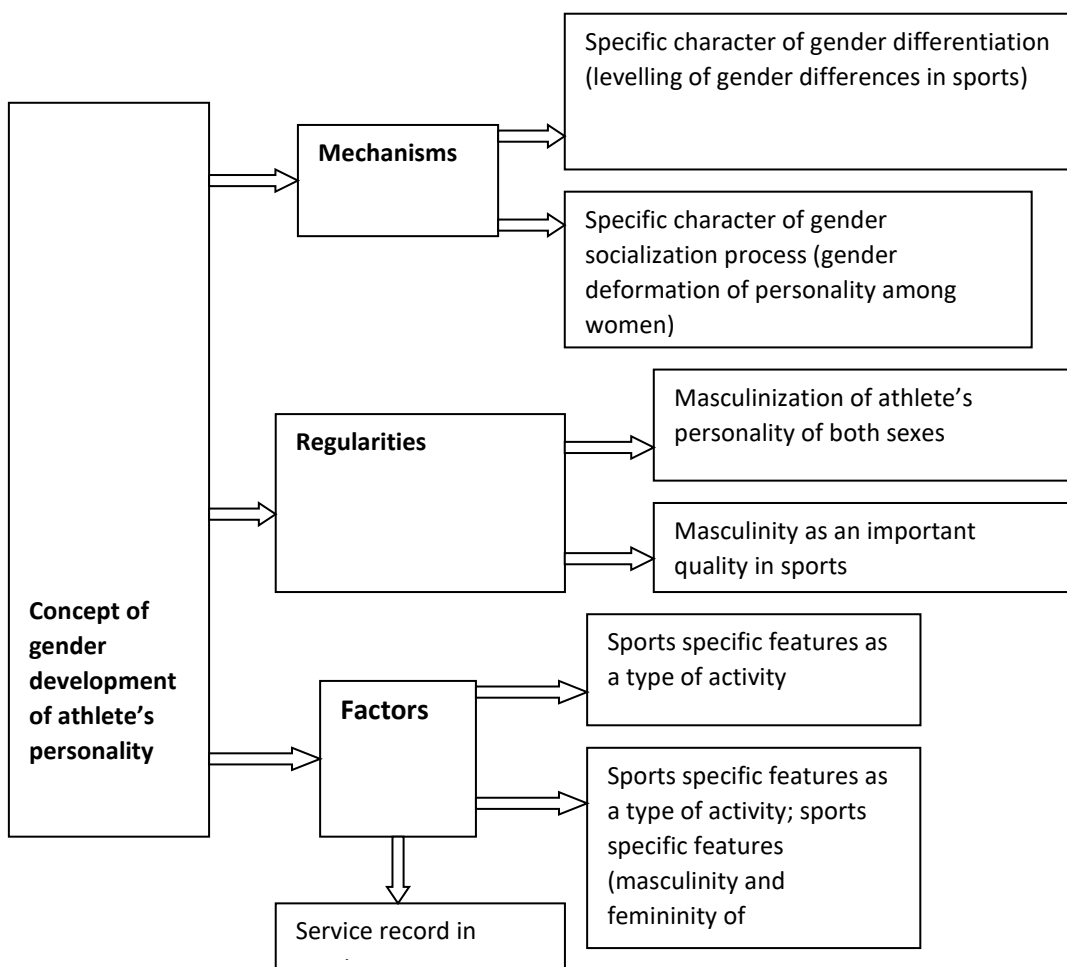 Concept of
gender
development
of athlete’s
personality
Mechanisms
Specific character of gender differentiation
(levelling of gender differences in sports)
Specific character of gender
socialization process (gender
deformation of personality among
women)
Regularities
Masculinization of athlete’s
personality of both sexes
Masculinity as an important
quality in sports
Factors
Sports specific features as
a type of activity
Sports specific features as
a type of activity; sports
specific features
(masculinity and
femininity of
Service record in